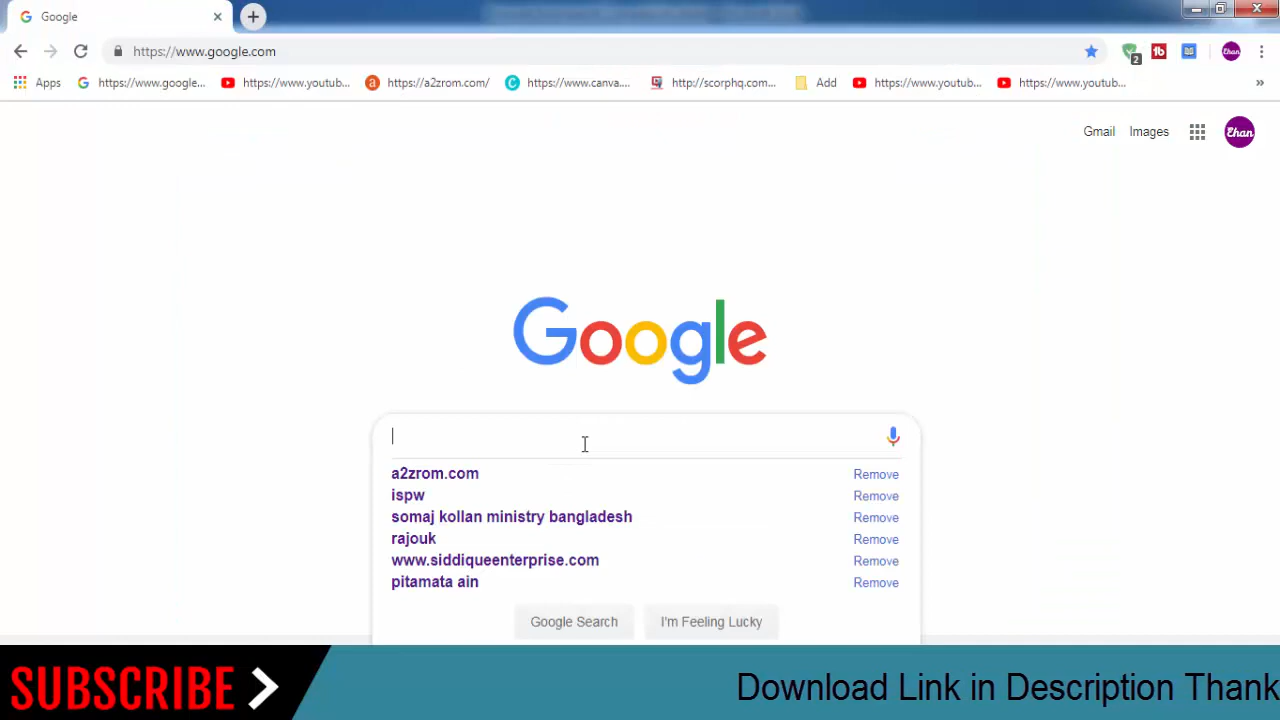 Google
https://www.google.com
2
Ehan
Apps https://www.google... https://www.youtub... https://a2zrom.com/ https://www.canva.... http://scorphq.com... Add https://www.youtub... https://www.youtub... »
Gmail Images Ehan
Google
a2zrom.com Remove
ispw Remove
somaj kollan ministry bangladesh Remove
rajouk Remove
www.siddiqueenterprise.com Remove
pitamata ain Remove
Google Search I'm Feeling Lucky
SUBSCRIBE Download Link in Description Thank